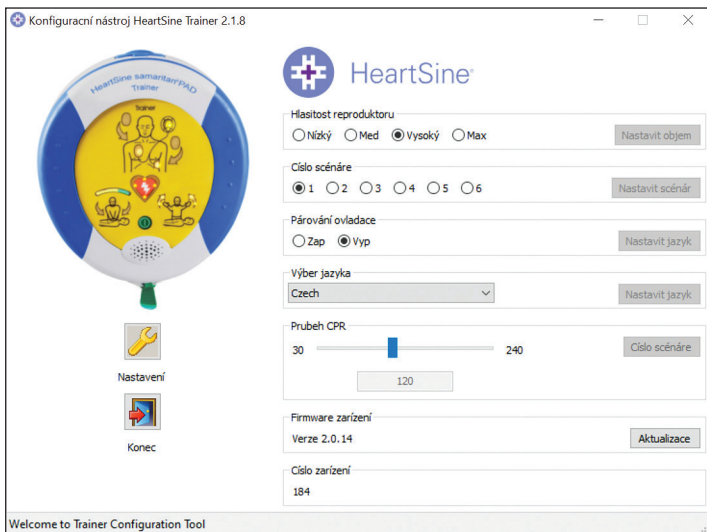 Konfiguracní nástroj HeartSine Trainer 2.1.8
HeartSine samaritan PAD
Trainer
Trainer
HeartSine
Hlasitost reproduktoru
Nízký Med Vysoký Max
Nastavit objem
Císlo scénáre
1 2 3 4 5 6
Nastavit scénár
Párování ovladace
Zap Vyp
Nastavit jazyk
Výber jazyka
Czech
Nastavit jazyk
Prubeh CPR
30 240
Císlo scénáre
120
Nastavení
Firmware zarízení
Verze 2.0.14
Aktualizace
Konec
Císlo zarízení
184
Welcome to Trainer Configuration Tool